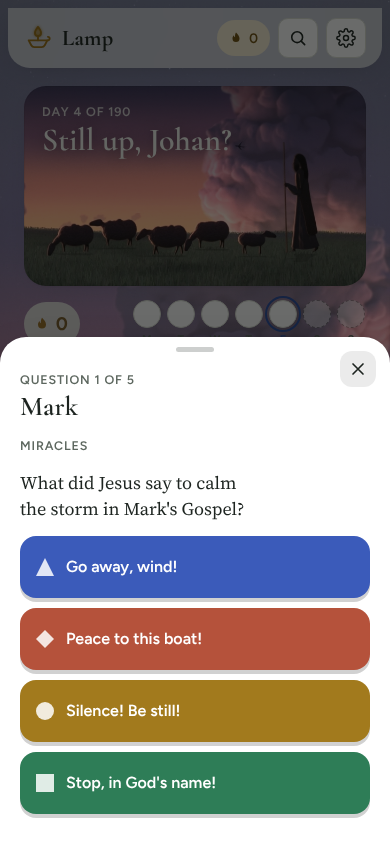 Lamp
0
DAY 4 OF 190
Still up, Johan?
0
QUESTION 1 OF 5
Mark
MIRACLES
What did Jesus say to calm
the storm in Mark's Gospel?
Go away, wind!
Peace to this boat!
Silence! Be still!
Stop, in God's name!